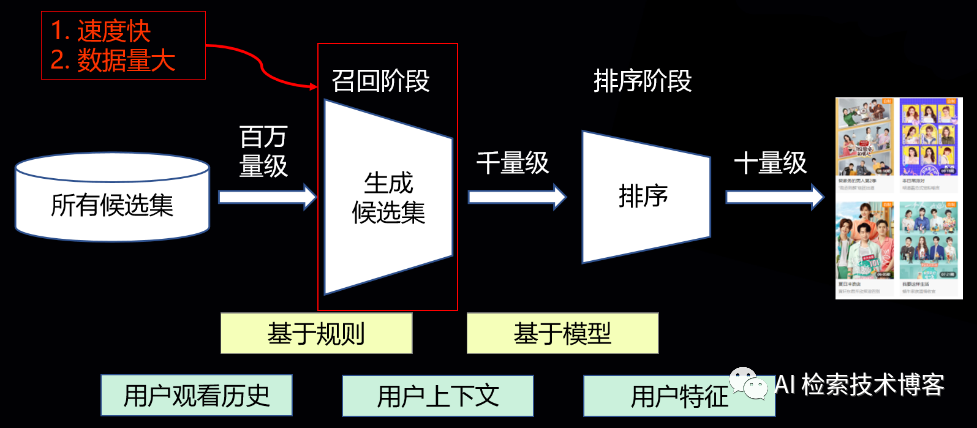 1. 速度快
2. 数据量大
召回阶段
排序阶段
百万
量级
千量级
十量级
所有候选集
生成
候选集
排序
基于规则
基于模型
用户观看历史
用户上下文
用户特征
AI 检索技术博客